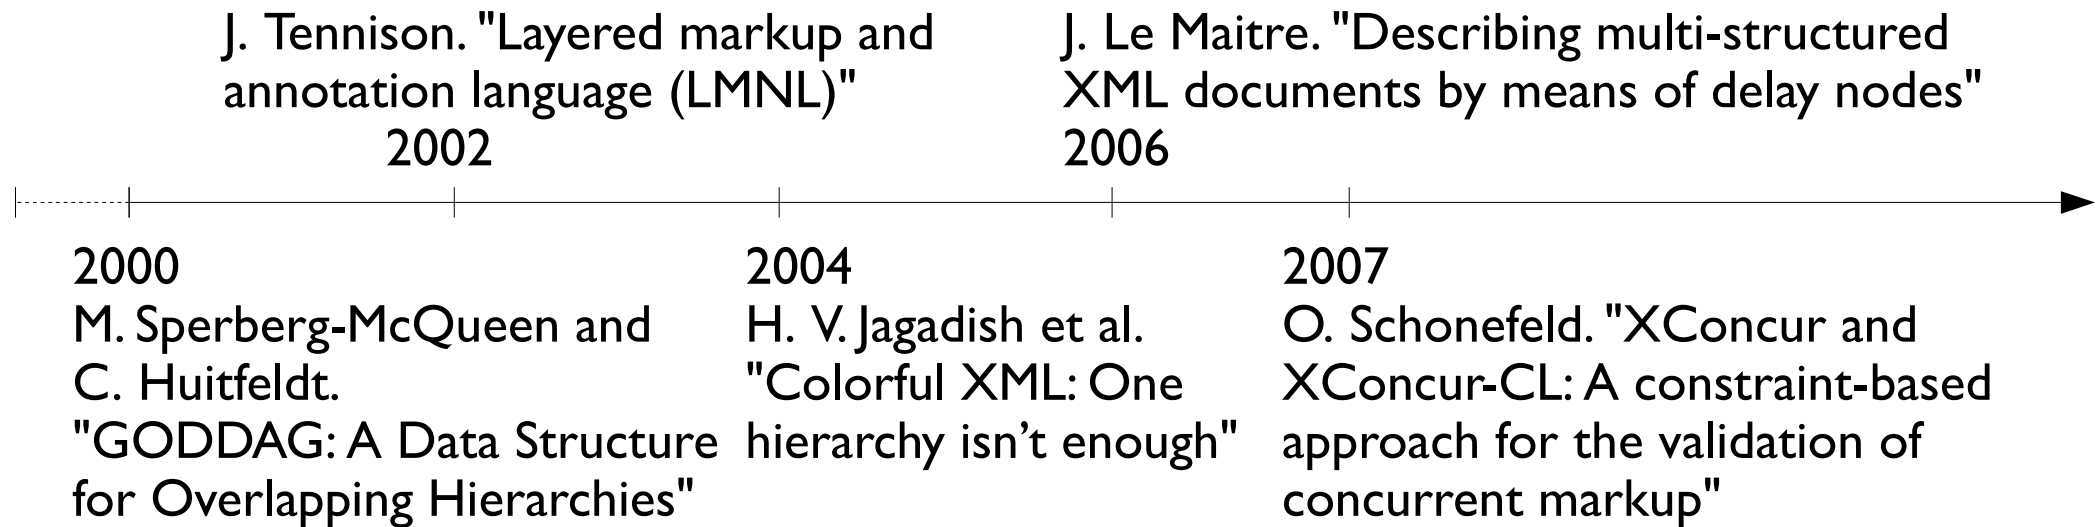 J. Tennison. "Layered markup and
annotation language (LMNL)"
2002
J. Le Maitre. "Describing multi-structured
XML documents by means of delay nodes"
2006
2000
M. Sperberg-McQueen and
C. Huitfeldt.
"GODDAG: A Data Structure
for Overlapping Hierarchies"
2004
H. V. Jagadish et al.
"Colorful XML: One
hierarchy isn’t enough"
2007
O. Schonefeld. "XConcur and
XConcur-CL: A constraint-based
approach for the validation of
concurrent markup"